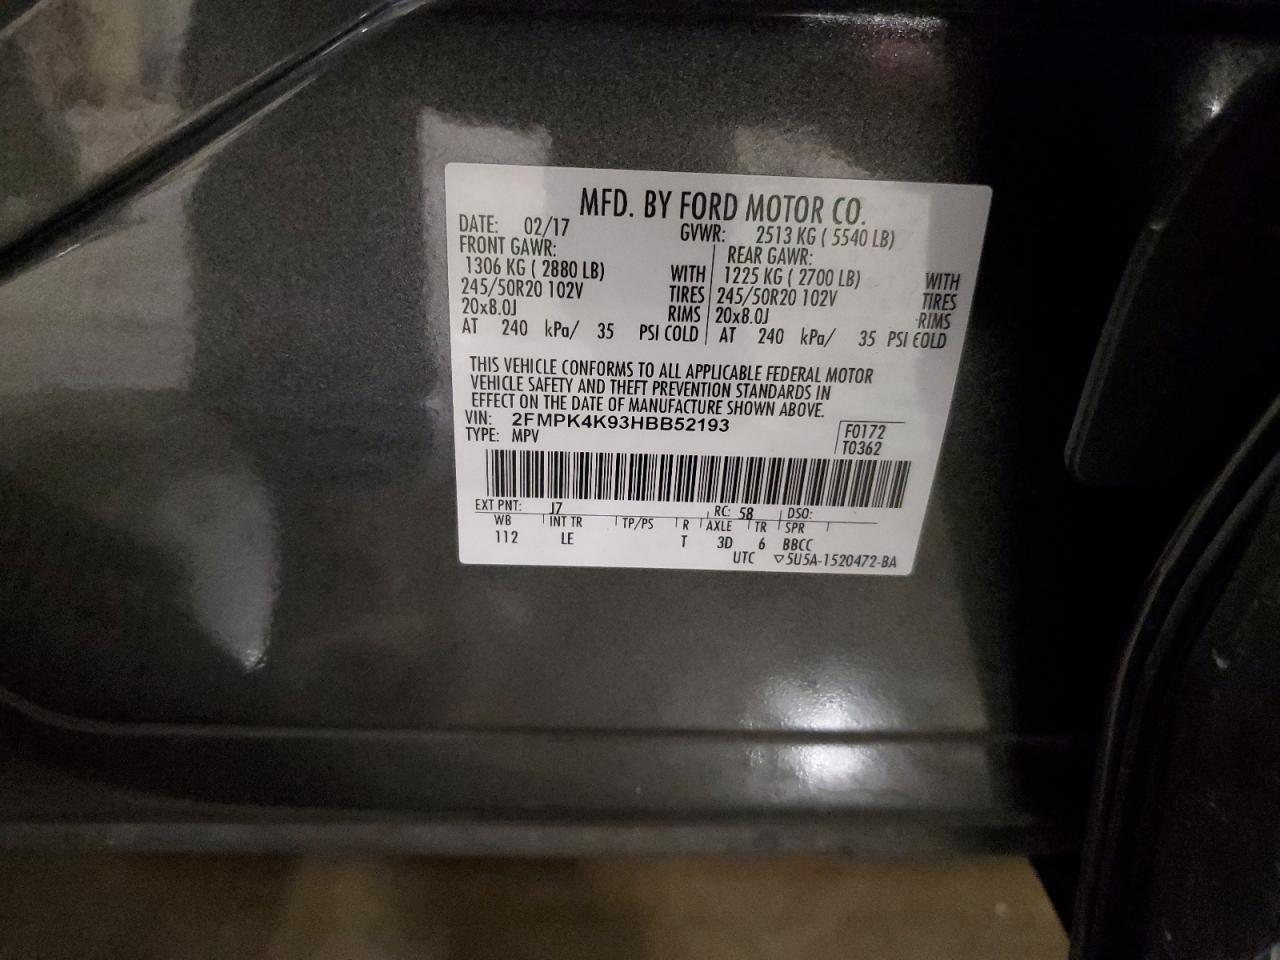 MFD. BY FORD MOTOR CO.
DATE: 02/17 GVWR: 2513 KG ( 5540 LB)
FRONT GAWR: REAR GAWR:
1306 KG ( 2880 LB) WITH 1225 KG ( 2700 LB) WITH
245/50R20 102V TIRES 245/50R20 102V TIRES
20x8.0J RIMS 20x8.0J RIMS
AT 240 kPa/ 35 PSI COLD AT 240 kPa/ 35 PSI COLD
THIS VEHICLE CONFORMS TO ALL APPLICABLE FEDERAL MOTOR
VEHICLE SAFETY AND THEFT PREVENTION STANDARDS IN
EFFECT ON THE DATE OF MANUFACTURE SHOWN ABOVE.
VIN: 2FMPK4K93HBB52193
TYPE: MPV
F0172
T0362
EXT PNT: J7 RC: 58 DSO:
WB INT TR TP/PS R AXLE TR SPR
112 LE T 3D 6 BBCC
UTC ▽5U5A-1520472-BA